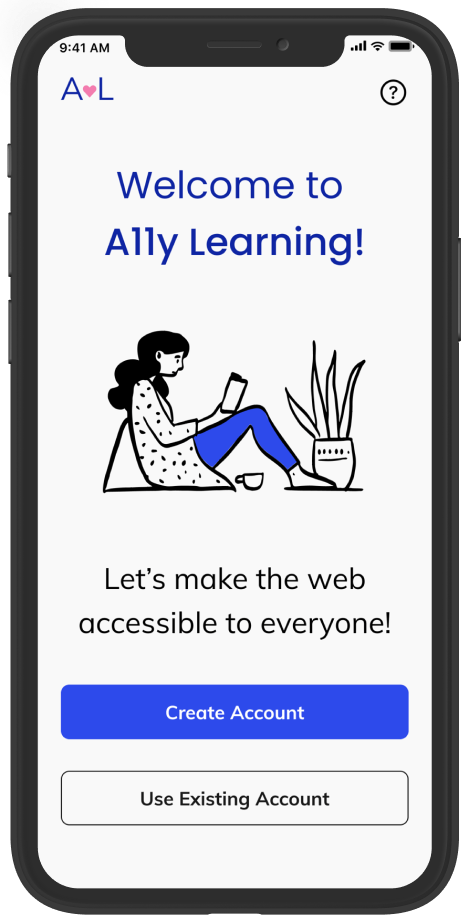 9:41 AM
A♥L
?
Welcome to
A11y Learning!
Let’s make the web
accessible to everyone!
Create Account
Use Existing Account